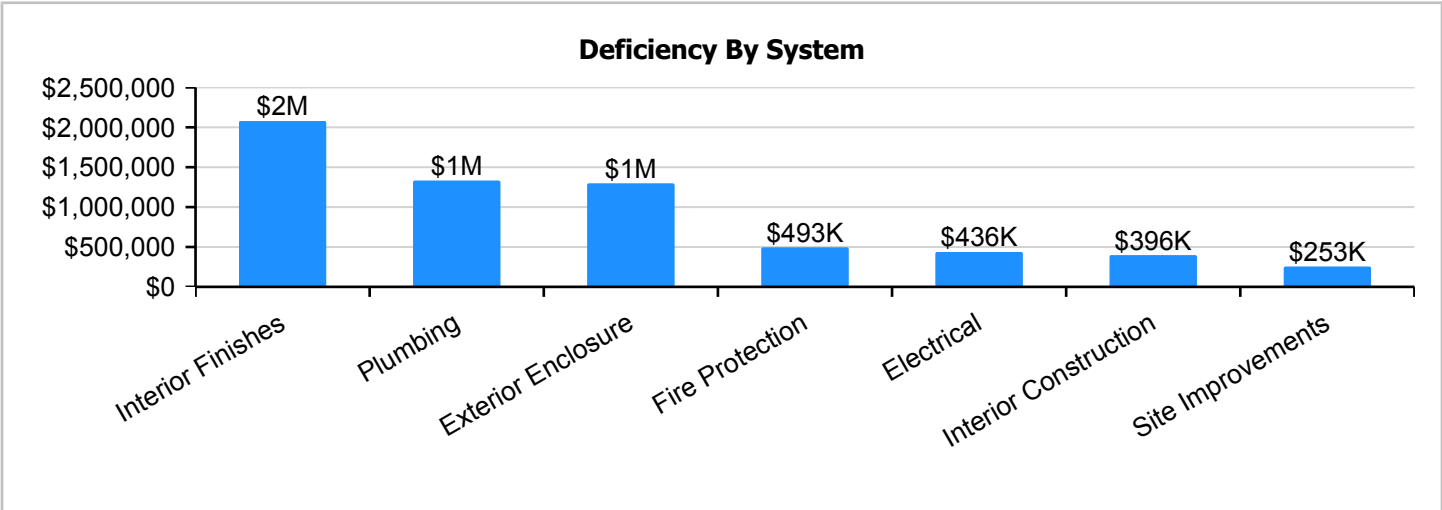 Deficiency By System
$2,500,000
$2,000,000
$1,500,000
$1,000,000
$500,000
$0
$2M
$1M
$1M
$493K
$436K
$396K
$253K
Interior Finishes
Plumbing
Exterior Enclosure
Fire Protection
Electrical
Interior Construction
Site Improvements